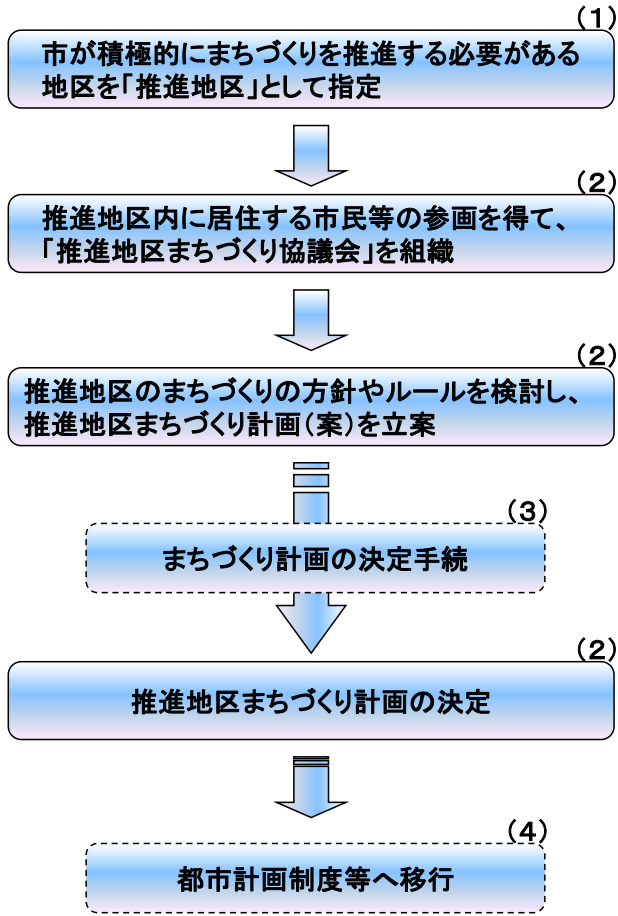 （1）
市が積極的にまちづくりを推進する必要がある
地区を「推進地区」として指定
（2）
推進地区内に居住する市民等の参画を得て、
「推進地区まちづくり協議会」を組織
（2）
推進地区のまちづくりの方針やルールを検討し、
推進地区まちづくり計画（案）を立案
（3）
まちづくり計画の決定手続
（2）
推進地区まちづくり計画の決定
（4）
都市計画制度等へ移行